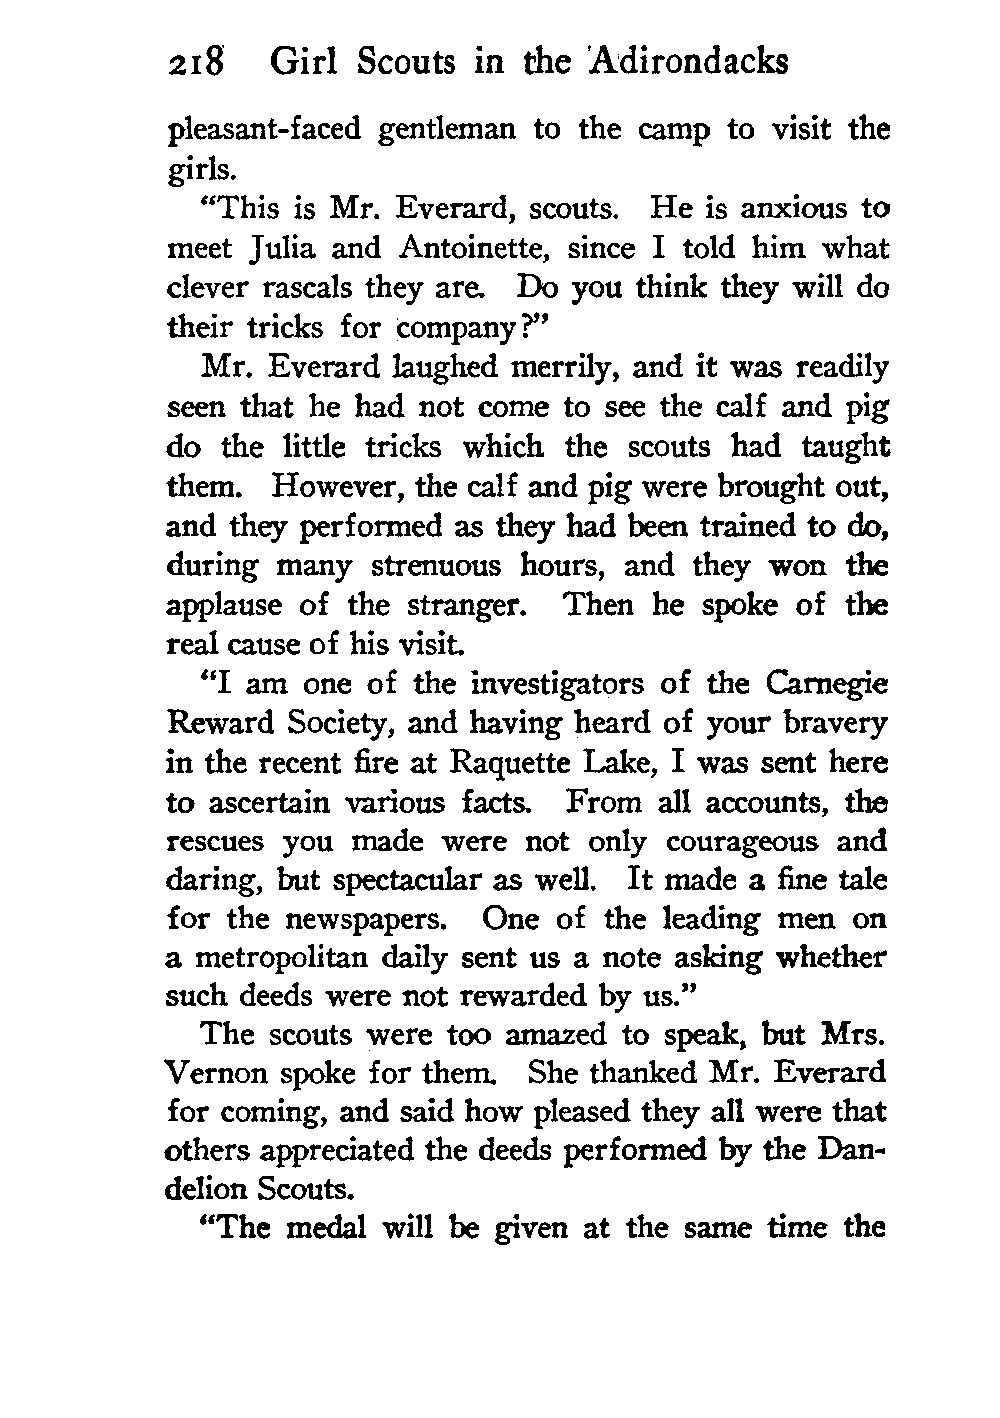 218 Girl Scouts in the Adirondacks
pleasant-faced gentleman to the camp to visit the
girls.
“This is Mr. Everard, scouts. He is anxious to
meet Julia and Antoinette, since I told him what
clever rascals they are. Do you think they will do
their tricks for company?”
Mr. Everard laughed merrily, and it was readily
seen that he had not come to see the calf and pig
do the little tricks which the scouts had taught
them. However, the calf and pig were brought out,
and they performed as they had been trained to do,
during many strenuous hours, and they won the
applause of the stranger. Then he spoke of the
real cause of his visit.
“I am one of the investigators of the Carnegie
Reward Society, and having heard of your bravery
in the recent fire at Raquette Lake, I was sent here
to ascertain various facts. From all accounts, the
rescues you made were not only courageous and
daring, but spectacular as well. It made a fine tale
for the newspapers. One of the leading men on
a metropolitan daily sent us a note asking whether
such deeds were not rewarded by us.”
The scouts were too amazed to speak, but Mrs.
Vernon spoke for them. She thanked Mr. Everard
for coming, and said how pleased they all were that
others appreciated the deeds performed by the Dan-
delion Scouts.
“The medal will be given at the same time the